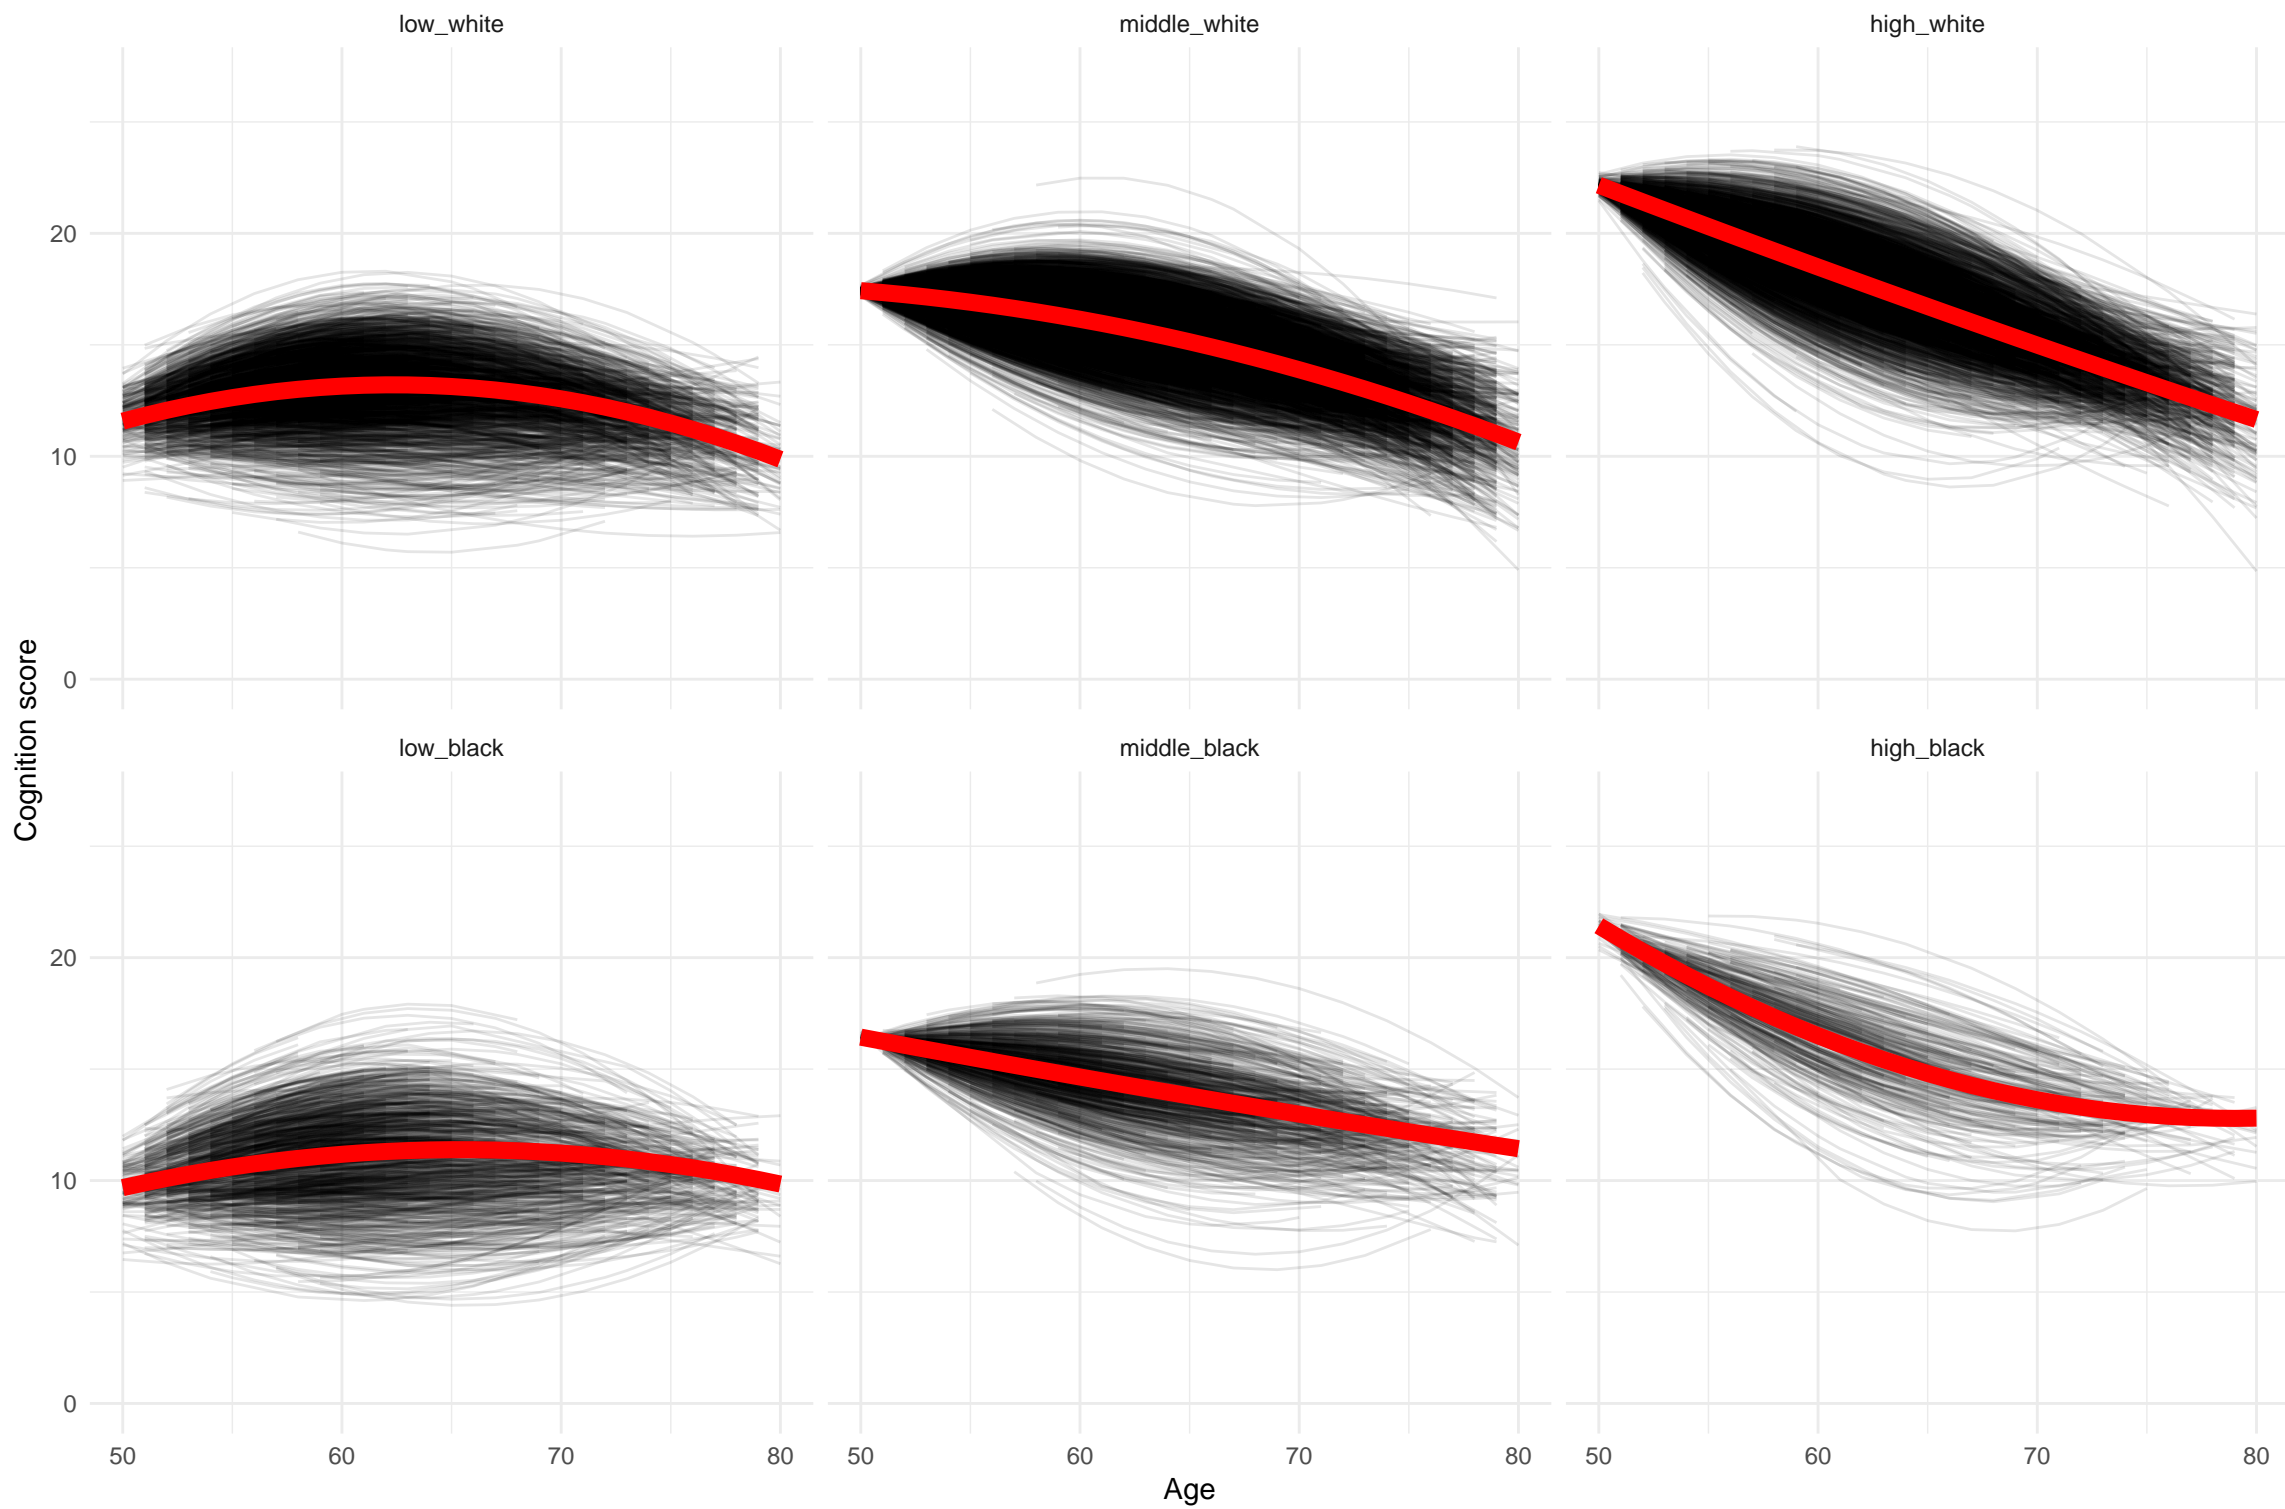 low_white
middle_white
high_white
20
10
0
Cognition score
low_black
middle_black
high_black
20
10
0
50 60 70 80 50 60 70 80 50 60 70 80
Age